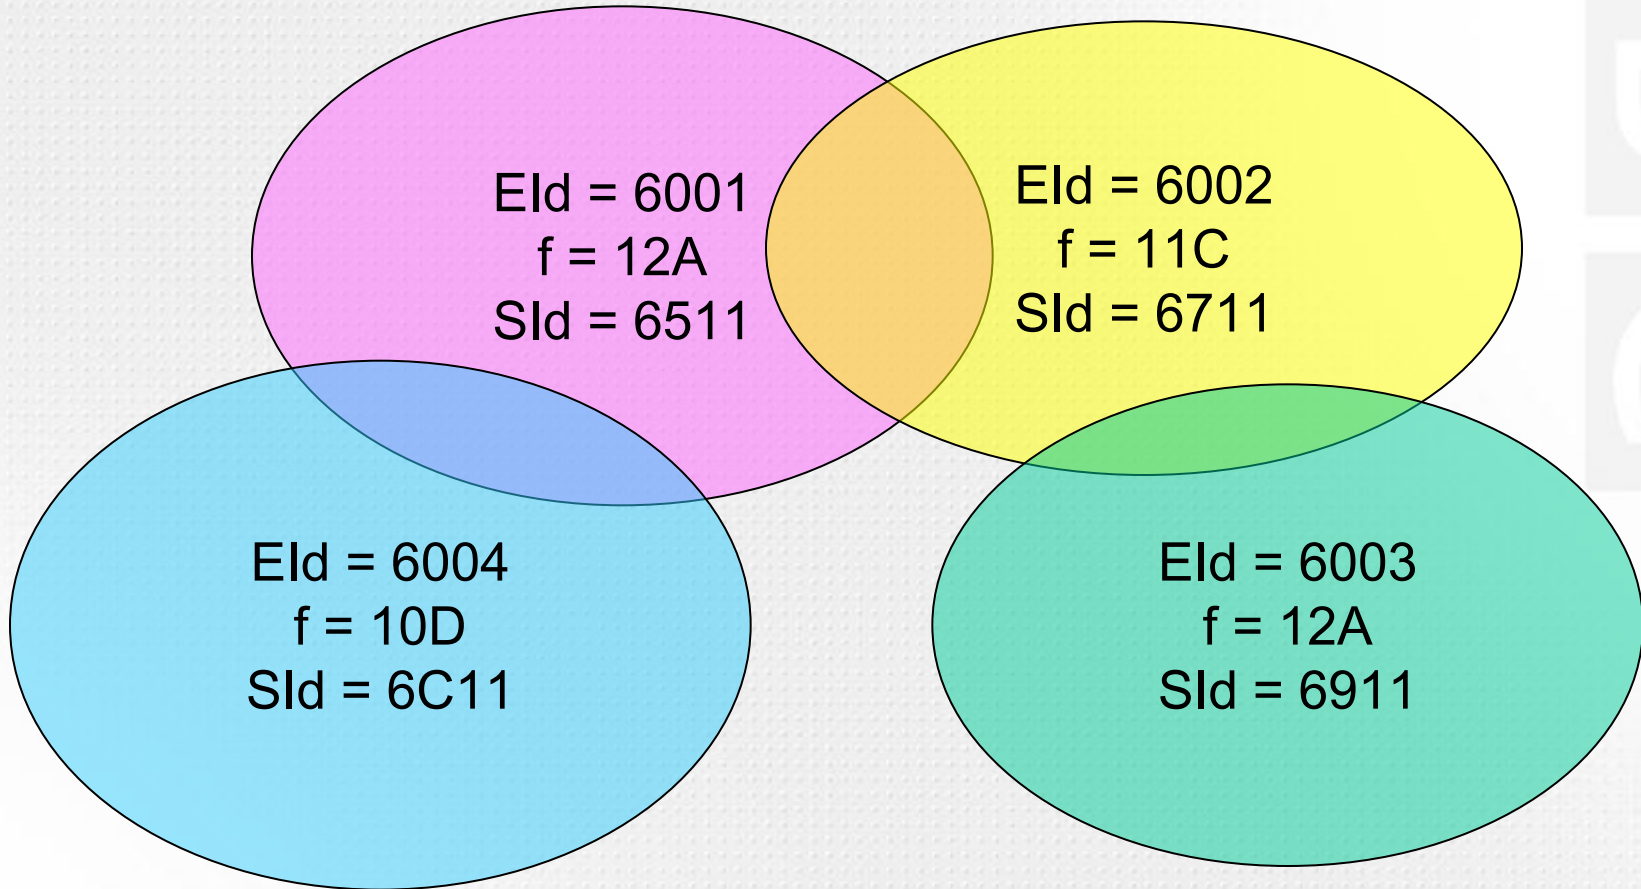 EId = 6001
f = 12A
SId = 6511
EId = 6002
f = 11C
SId = 6711
EId = 6004
f = 10D
SId = 6C11
EId = 6003
f = 12A
SId = 6911